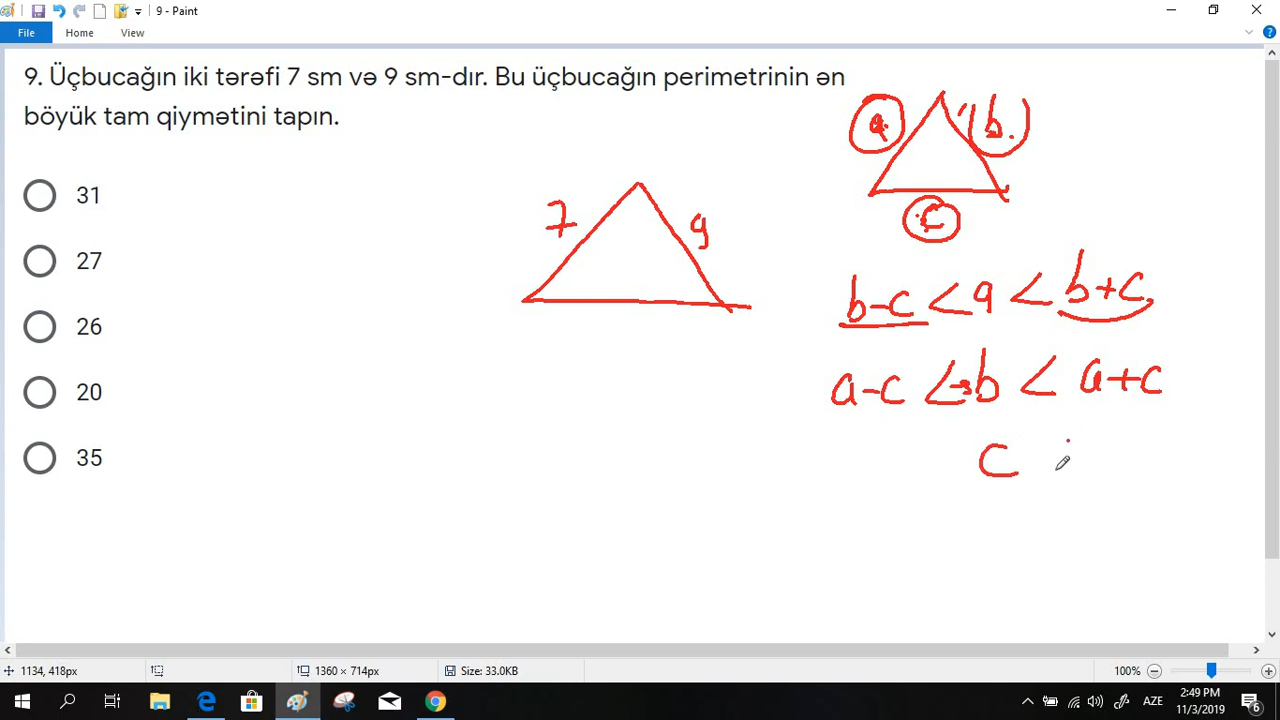 9 - Paint
File Home View
9. Üçbucağın iki tərəfi 7 sm və 9 sm-dır. Bu üçbucağın perimetrinin ən
böyük tam qiymətini tapın.
31
27
26
20
35
7
9
a
b
c
b-c < a < b+c
a-c < b < a+c
C
1134, 418px 1360 × 714px Size: 33.0KB 100%
AZE 2:49 PM
11/3/2019 6